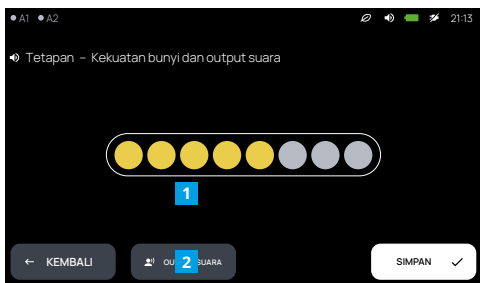 A1 A2 21:13
Tetapan – Kekuatan bunyi dan output suara
1
KEMBALI
2
SUARA
SIMPAN